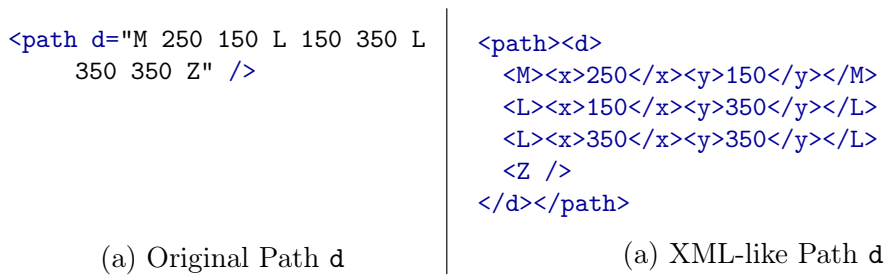 <path d="M 250 150 L 150 350 L
350 350 Z" />
(a) Original Path d
<path><d>
<M><x>250</x><y>150</y></M>
<L><x>150</x><y>350</y></L>
<L><x>350</x><y>350</y></L>
<Z />
</d></path>
(a) XML-like Path d